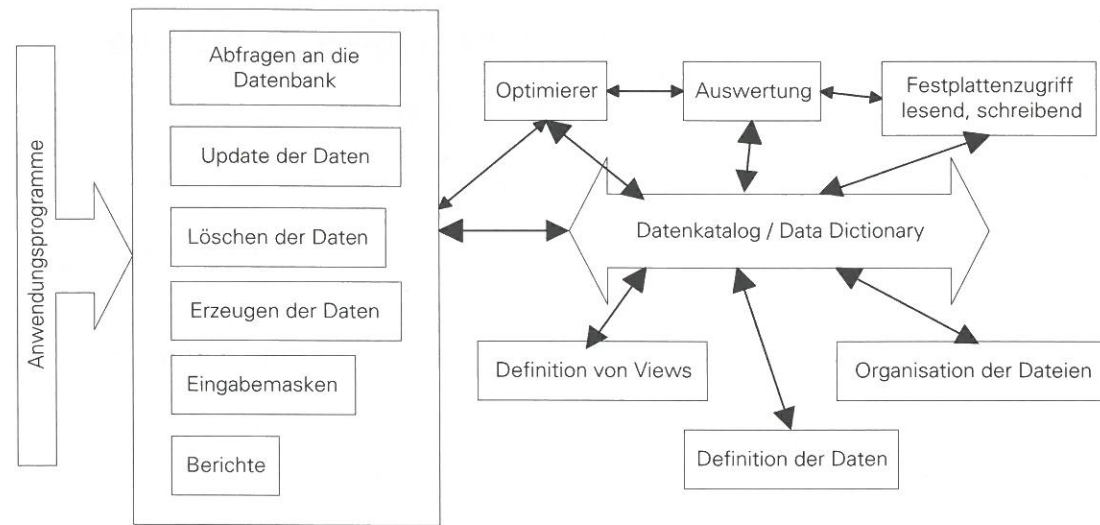 Anwendungsprogramme
Abfragen an die
Datenbank
Update der Daten
Löschen der Daten
Erzeugen der Daten
Eingabemasken
Berichte
Optimierer
Auswertung
Festplattenzugriff
lesend, schreibend
Datenkatalog / Data Dictionary
Definition von Views
Organisation der Dateien
Definition der Daten